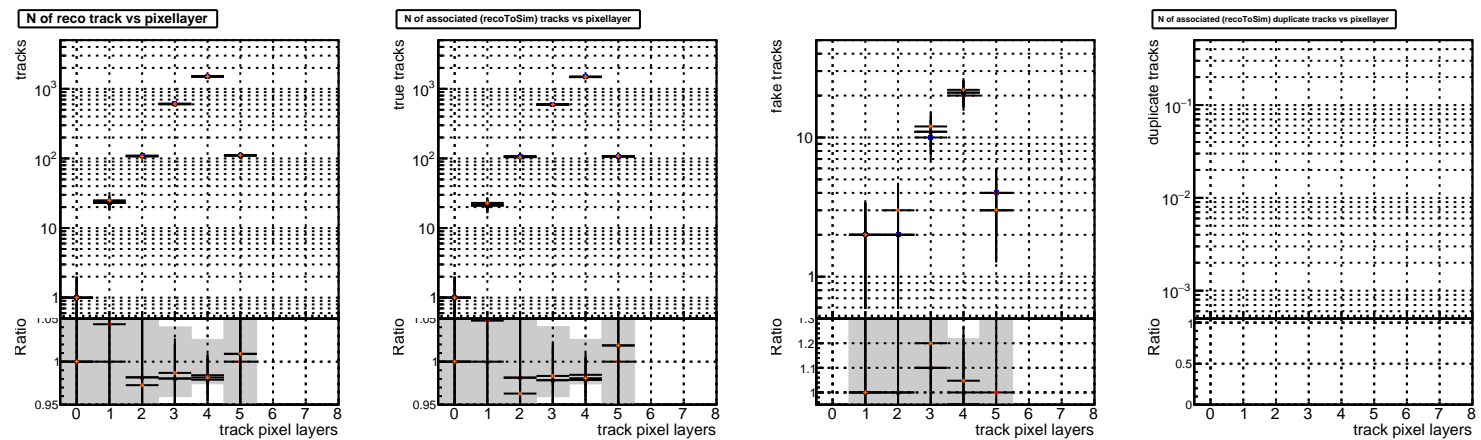 N of reco track vs pixellayer
tracks
10³
10²
10
1
Ratio
1.05
1
0.95
0 1 2 3 4 5 6 7 8
track pixel layers
N of associated (recoToSim) tracks vs pixellayer
true tracks
10³
10²
10
1
Ratio
1.05
1
0.95
0 1 2 3 4 5 6 7 8
track pixel layers
fake tracks
10
1
Ratio
1.3
1.2
1.1
1
0 1 2 3 4 5 6 7 8
track pixel layers
N of associated (recoToSim) duplicate tracks vs pixellayer
duplicate tracks
10⁻¹
10⁻²
10⁻³
Ratio
1
0.5
0
0 1 2 3 4 5 6 7 8
track pixel layers